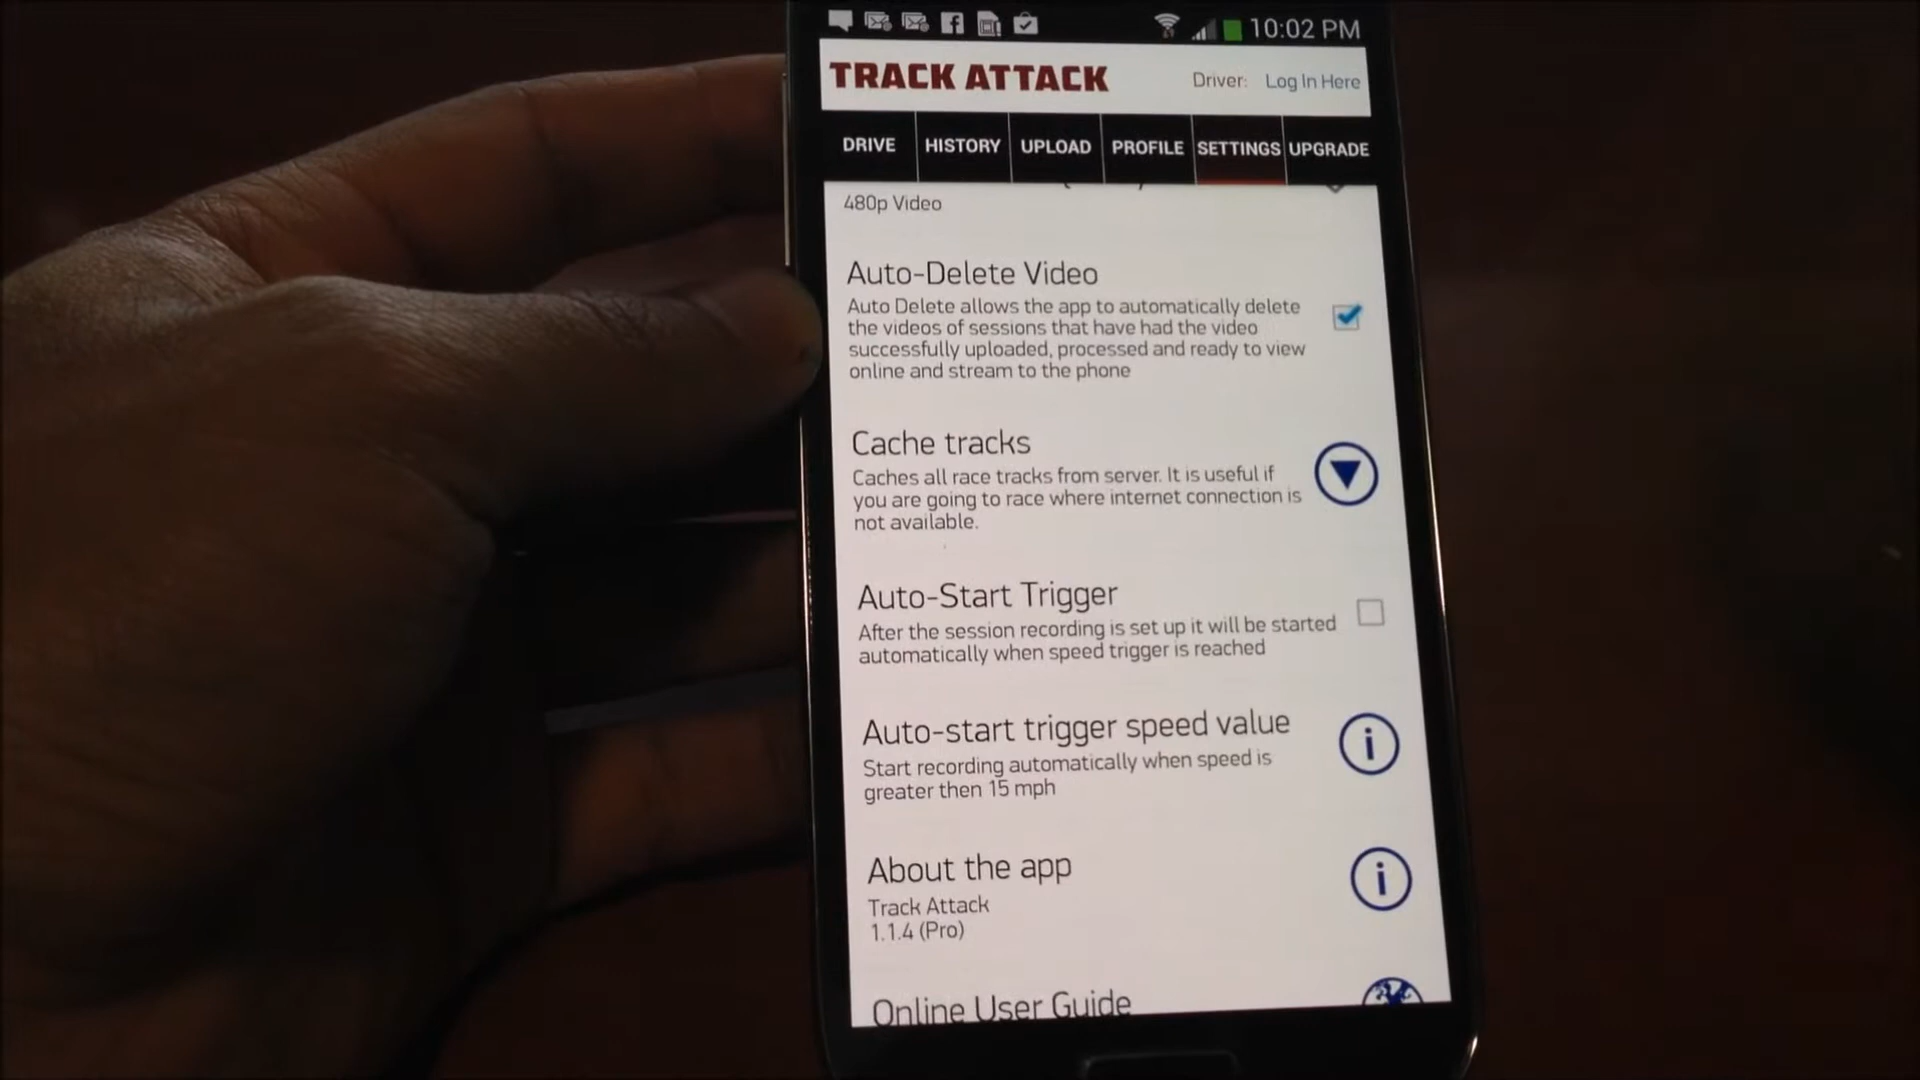 10:02 PM
TRACK ATTACK Driver: Log In Here
DRIVE HISTORY UPLOAD PROFILE SETTINGS UPGRADE
480p Video
Auto-Delete Video
Auto Delete allows the app to automatically delete
the videos of sessions that have had the video
successfully uploaded, processed and ready to view
online and stream to the phone
Cache tracks
Caches all race tracks from server. It is useful if
you are going to race where internet connection is
not available.
Auto-Start Trigger
After the session recording is set up it will be started
automatically when speed trigger is reached
Auto-start trigger speed value
Start recording automatically when speed is
greater then 15 mph
About the app
Track Attack
1.1.4 (Pro)
Online User Guide